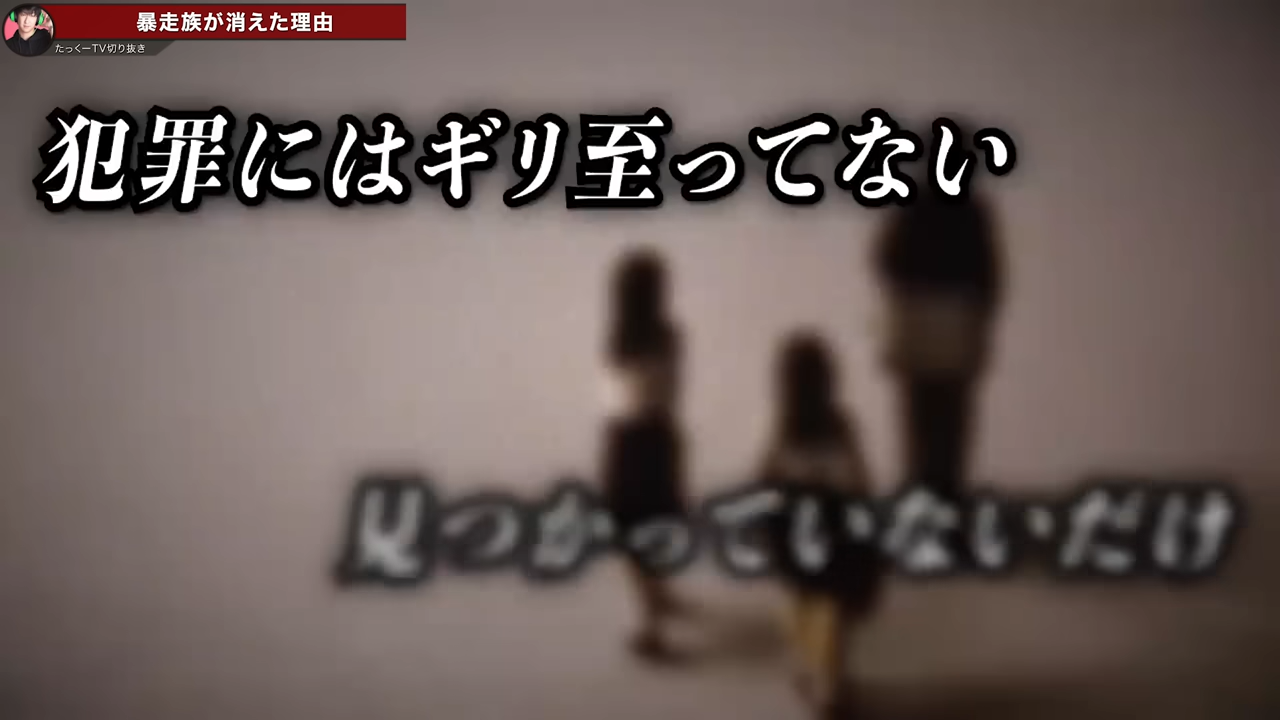 暴走族が消えた理由
たっくーTV切り抜き
犯罪にはギリ至ってない
見つかっていないだけ